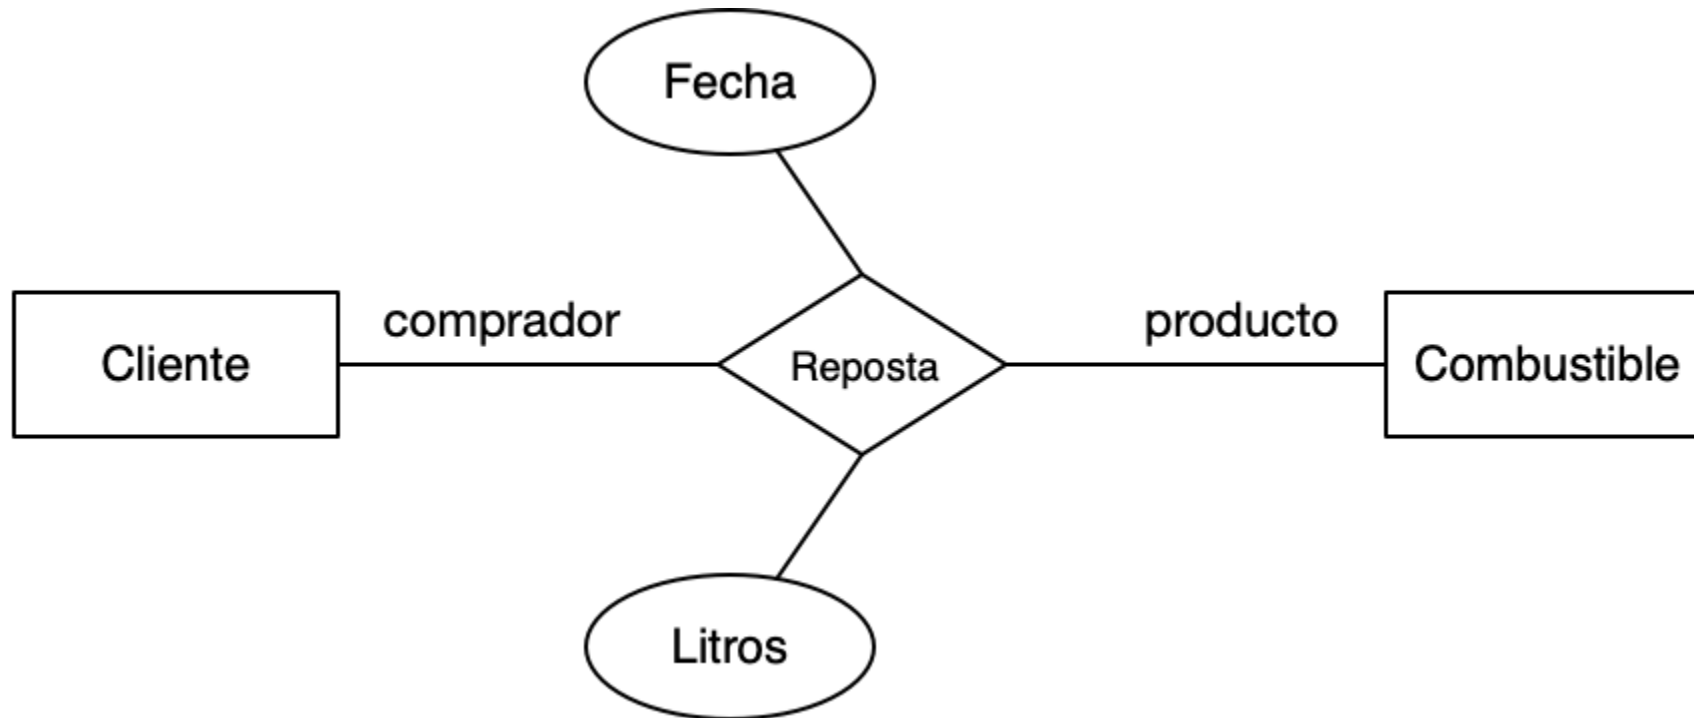 Fecha
comprador
producto
Cliente
Reposta
Combustible
Litros